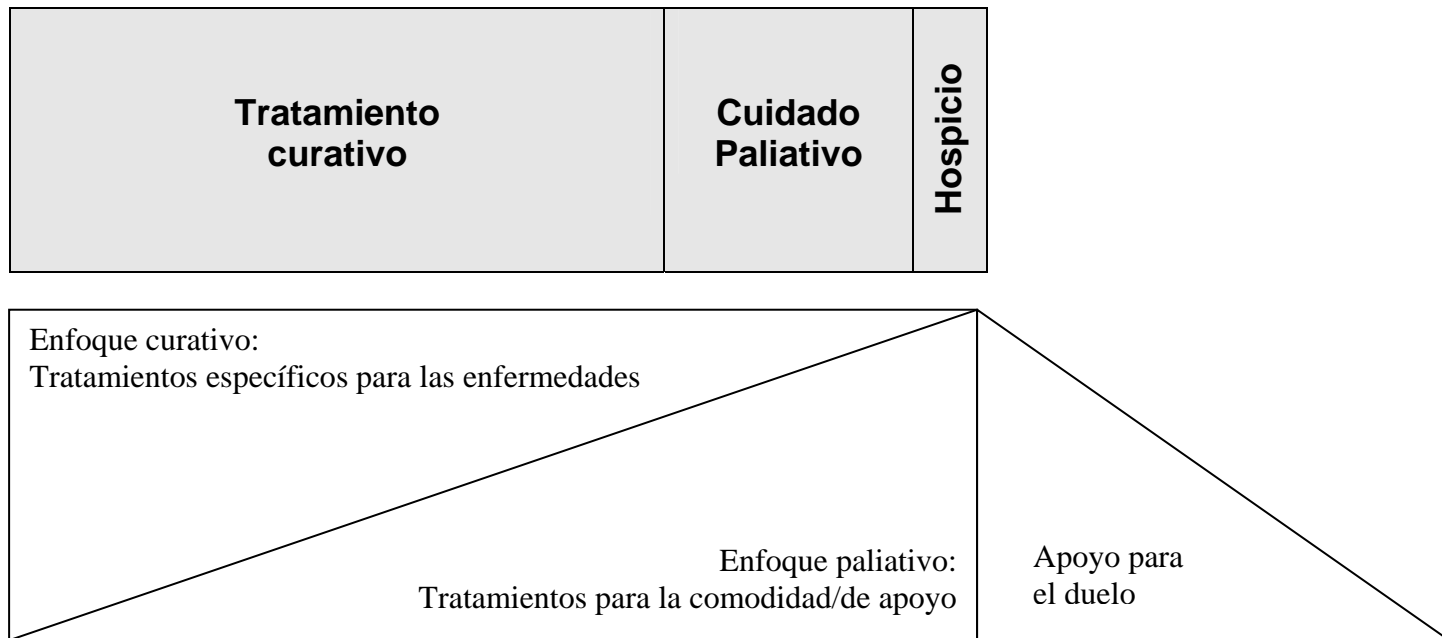 Tratamiento
curativo
Cuidado
Paliativo
Hospicio
Enfoque curativo:
Tratamientos específicos para las enfermedades
Enfoque paliativo:
Tratamientos para la comodidad/de apoyo
Apoyo para
el duelo